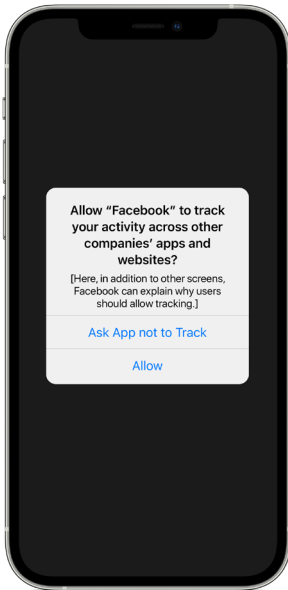 Allow “Facebook” to track
your activity across other
companies’ apps and
websites?
[Here, in addition to other screens,
Facebook can explain why users
should allow tracking.]
Ask App not to Track
Allow